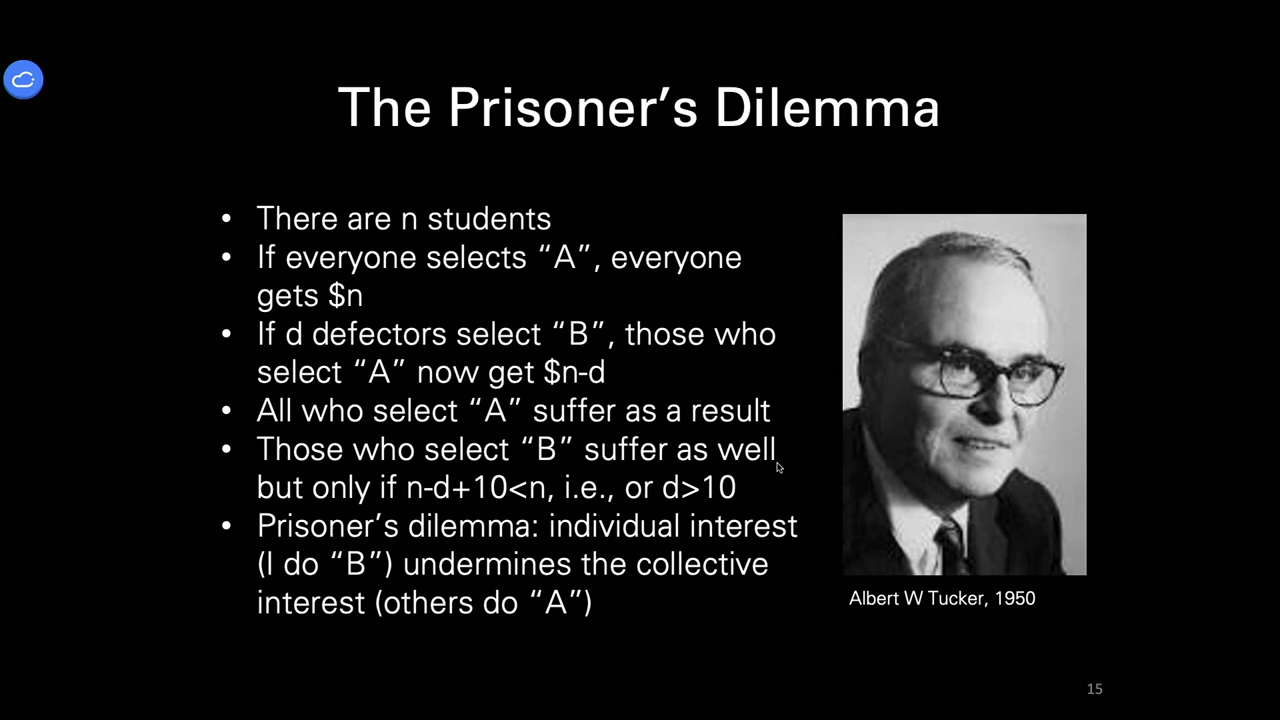 The Prisoner’s Dilemma
• There are n students
• If everyone selects “A”, everyone
gets $n
• If d defectors select “B”, those who
select “A” now get $n-d
• All who select “A” suffer as a result
• Those who select “B” suffer as well
but only if n-d+10<n, i.e., or d>10
• Prisoner’s dilemma: individual interest
(I do “B”) undermines the collective
interest (others do “A”)
Albert W Tucker, 1950
15